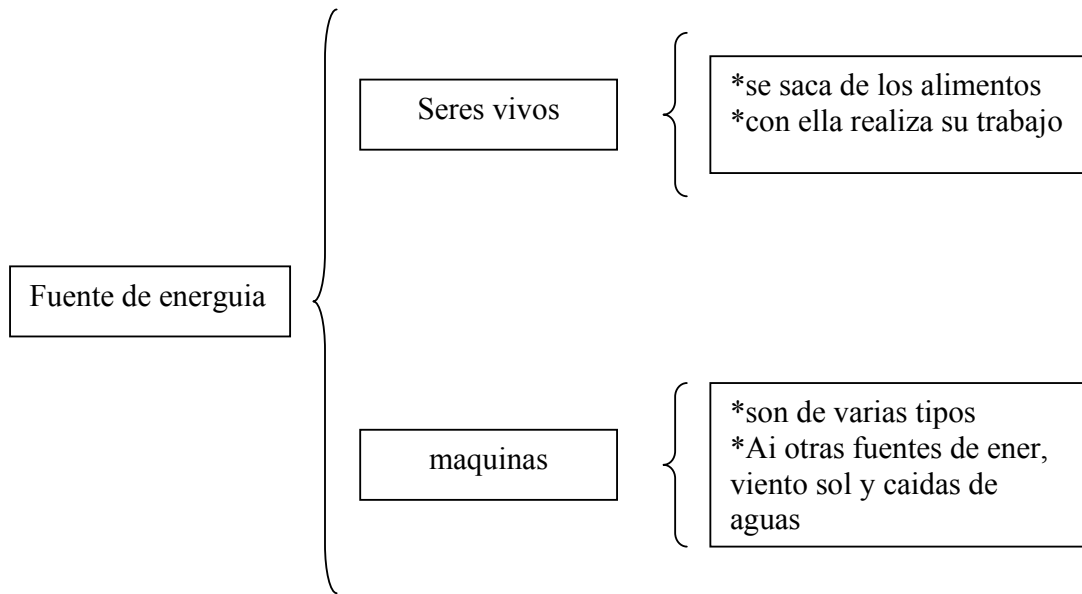 Seres vivos
*se saca de los alimentos
*con ella realiza su trabajo
Fuente de energuia
maquinas
*son de varias tipos
*Ai otras fuentes de ener,
viento sol y caidas de
aguas